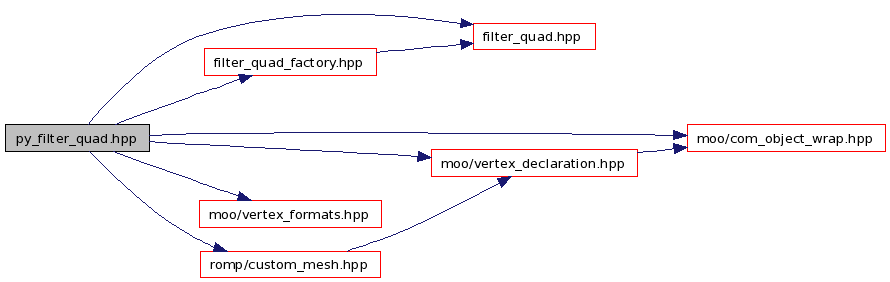 filter_quad.hpp
filter_quad_factory.hpp
py_filter_quad.hpp
moo/com_object_wrap.hpp
moo/vertex_declaration.hpp
moo/vertex_formats.hpp
romp/custom_mesh.hpp